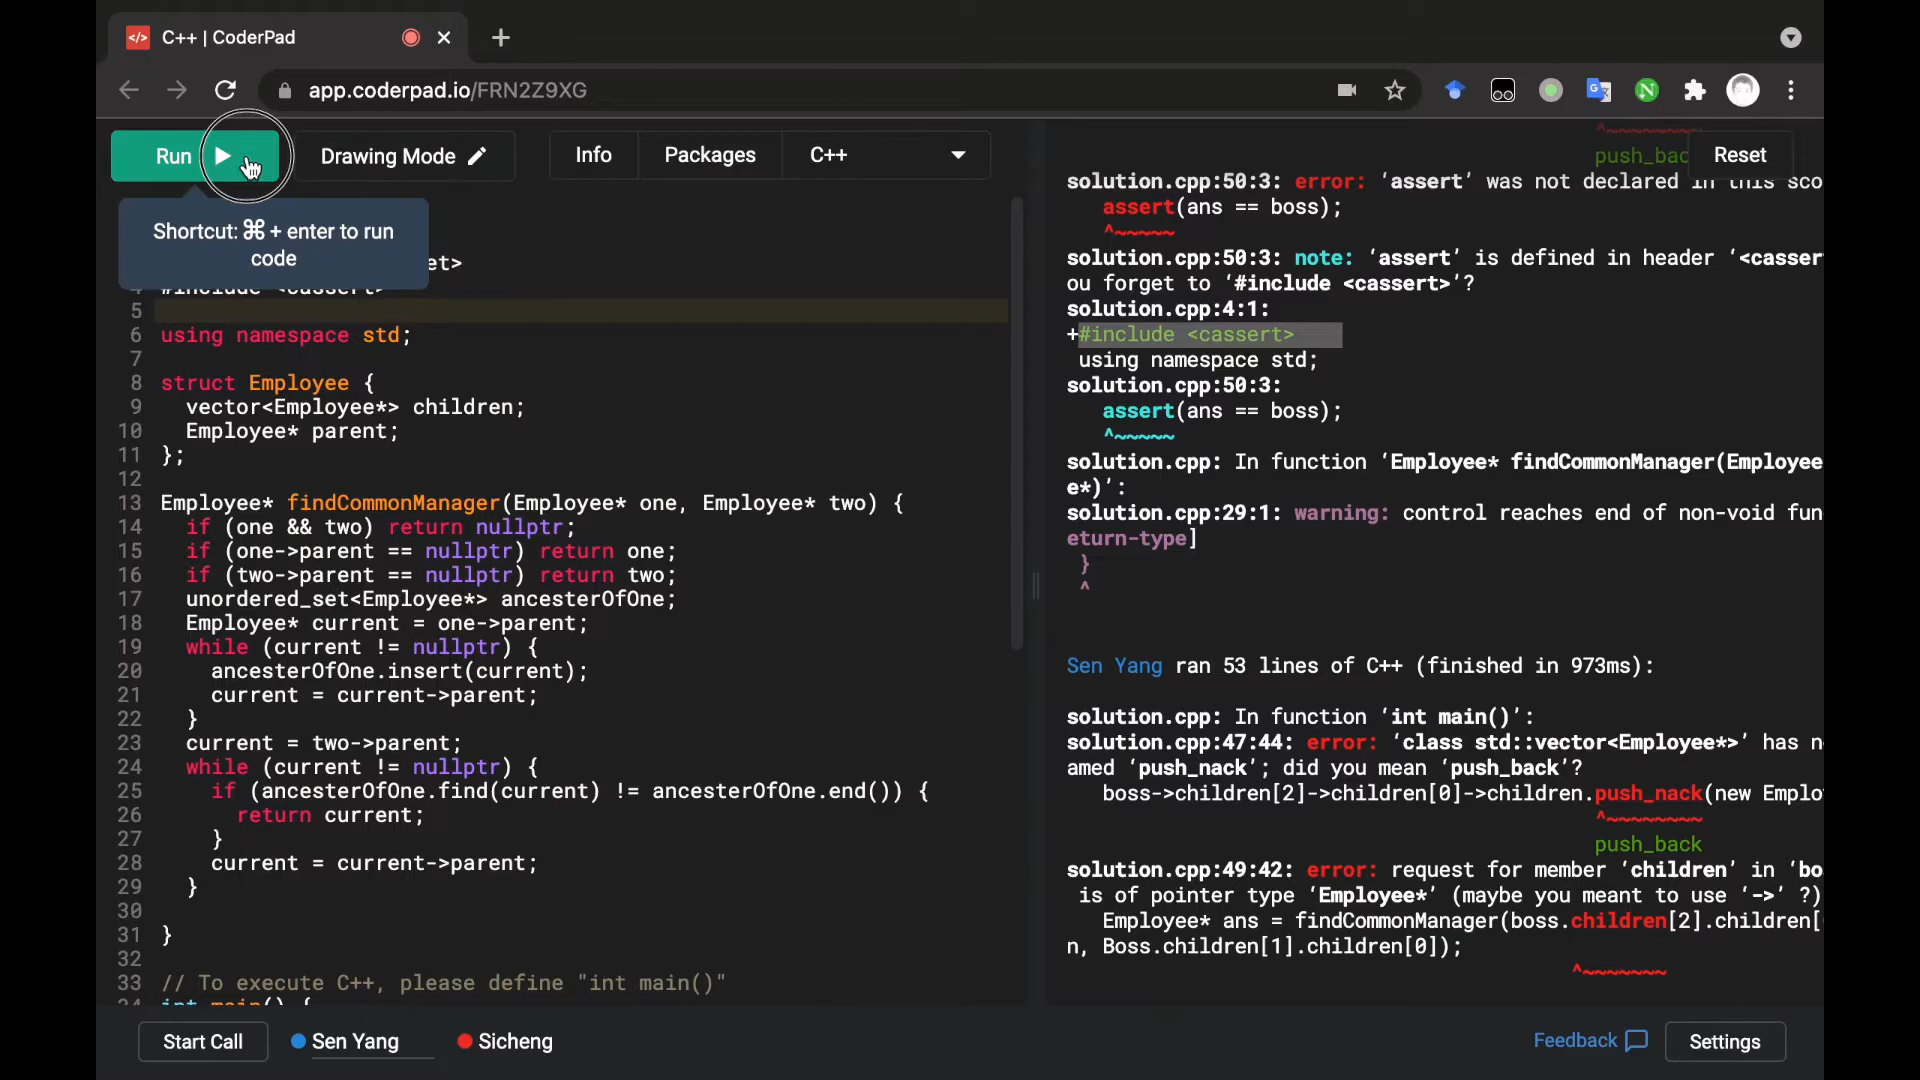 C++ | CoderPad
app.coderpad.io/FRN2Z9XG
Run
Drawing Mode
Info
Packages
C++
Shortcut: ⌘ + enter to run
code
et>
#include <cassert>
5
6 using namespace std;
7
8 struct Employee {
9 vector<Employee*> children;
10 Employee* parent;
11 };
12
13 Employee* findCommonManager(Employee* one, Employee* two) {
14 if (one && two) return nullptr;
15 if (one->parent == nullptr) return one;
16 if (two->parent == nullptr) return two;
17 unordered_set<Employee*> ancesterOfOne;
18 Employee* current = one->parent;
19 while (current != nullptr) {
20 ancesterOfOne.insert(current);
21 current = current->parent;
22 }
23 current = two->parent;
24 while (current != nullptr) {
25 if (ancesterOfOne.find(current) != ancesterOfOne.end()) {
26 return current;
27 }
28 current = current->parent;
29 }
30
31 }
32
33 // To execute C++, please define "int main()"
34 int main() {
^~~~~~~~~
push_bac
Reset
solution.cpp:50:3: error: ‘assert’ was not declared in this sco
assert(ans == boss);
^~~~~~
solution.cpp:50:3: note: ‘assert’ is defined in header ‘<casser
ou forget to ‘#include <cassert>’?
solution.cpp:4:1:
+#include <cassert>
using namespace std;
solution.cpp:50:3:
assert(ans == boss);
^~~~~~
solution.cpp: In function ‘Employee* findCommonManager(Employee
e*)’:
solution.cpp:29:1: warning: control reaches end of non-void fun
eturn-type]
}
^
Sen Yang ran 53 lines of C++ (finished in 973ms):
solution.cpp: In function ‘int main()’:
solution.cpp:47:44: error: ‘class std::vector<Employee*>’ has n
amed ‘push_nack’; did you mean ‘push_back’?
boss->children[2]->children[0]->children.push_nack(new Emplo
^~~~~~~~~
push_back
solution.cpp:49:42: error: request for member ‘children’ in ‘bo
is of pointer type ‘Employee*’ (maybe you meant to use ‘->’ ?)
Employee* ans = findCommonManager(boss.children[2].children[
n, Boss.children[1].children[0]);
^~~~~~~~
Start Call
Sen Yang
Sicheng
Feedback
Settings